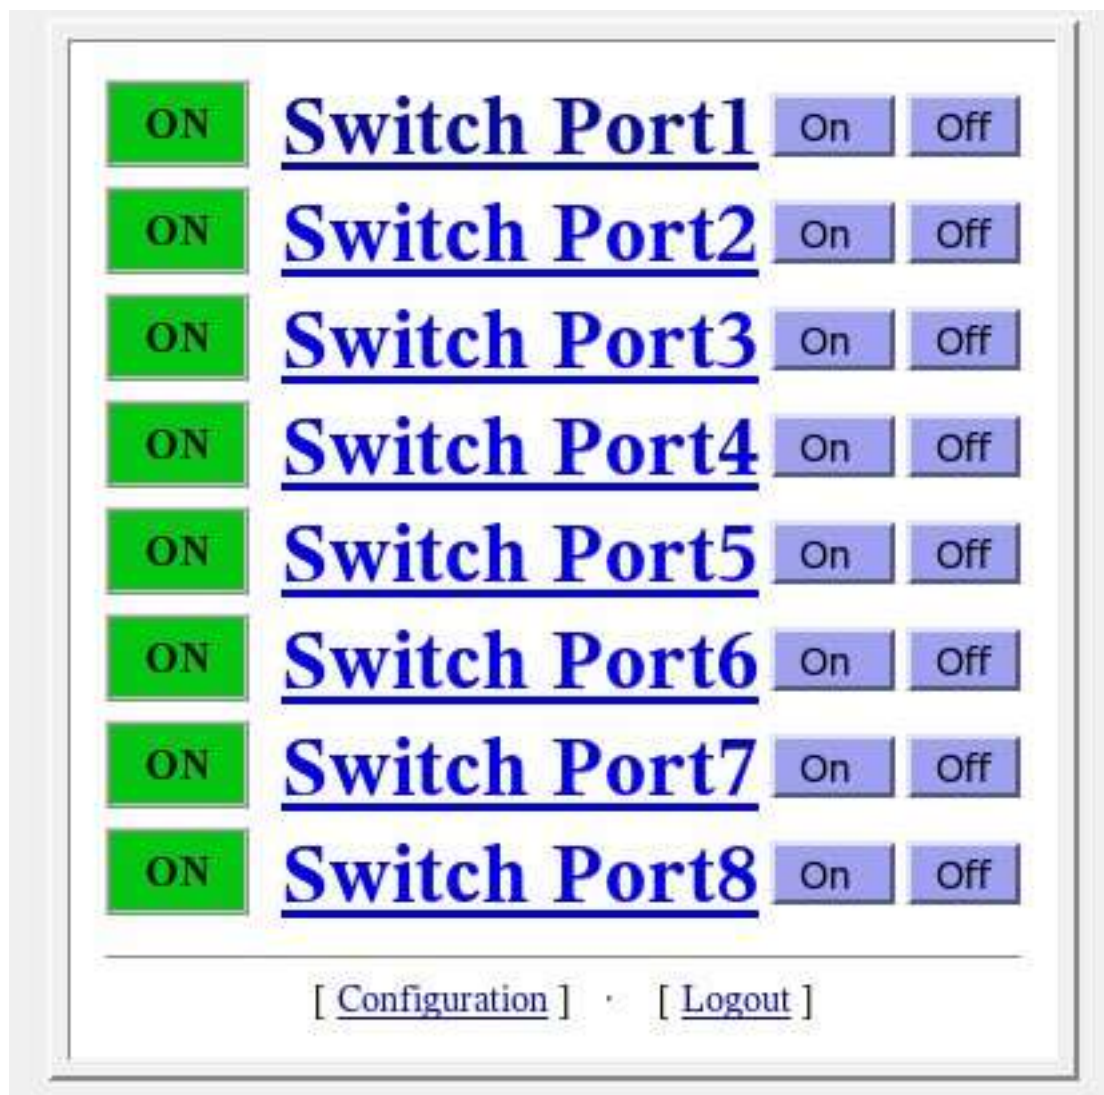 ON Switch Port1 On Off
ON Switch Port2 On Off
ON Switch Port3 On Off
ON Switch Port4 On Off
ON Switch Port5 On Off
ON Switch Port6 On Off
ON Switch Port7 On Off
ON Switch Port8 On Off
[ Configuration ] · [ Logout ]